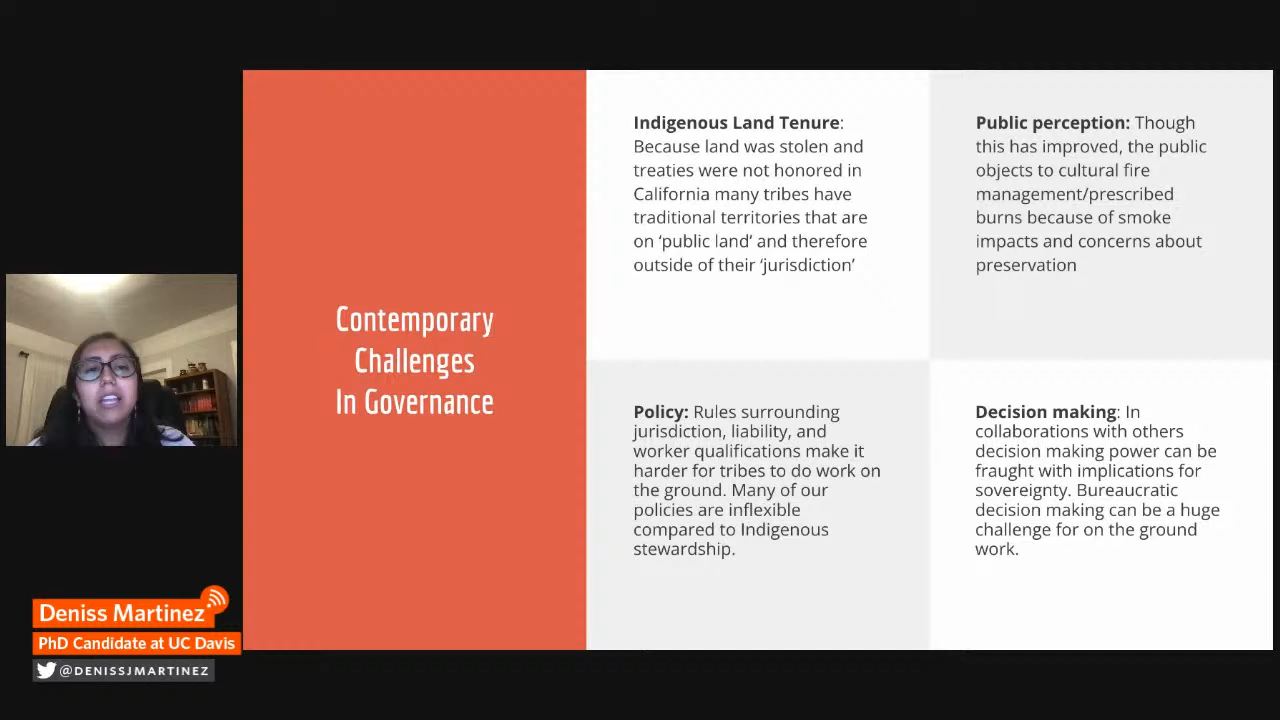 Contemporary
Challenges
In Governance
Indigenous Land Tenure:
Because land was stolen and
treaties were not honored in
California many tribes have
traditional territories that are
on ‘public land’ and therefore
outside of their ‘jurisdiction’
Public perception: Though
this has improved, the public
objects to cultural fire
management/prescribed
burns because of smoke
impacts and concerns about
preservation
Policy: Rules surrounding
jurisdiction, liability, and
worker qualifications make it
harder for tribes to do work on
the ground. Many of our
policies are inflexible
compared to Indigenous
stewardship.
Decision making: In
collaborations with others
decision making power can be
fraught with implications for
sovereignty. Bureaucratic
decision making can be a huge
challenge for on the ground
work.
Deniss Martinez
PhD Candidate at UC Davis
@DENISSJMARTINEZ